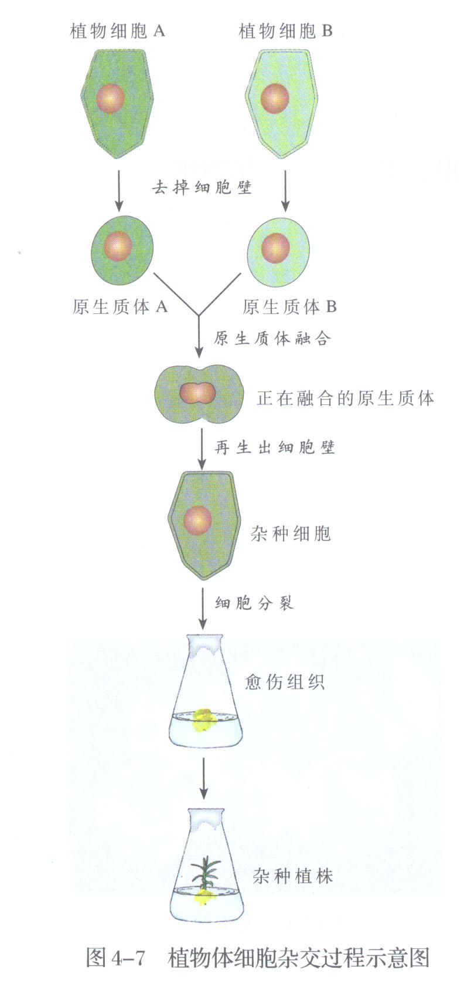 植物细胞 A
植物细胞 B
去掉细胞壁
原生质体 A
原生质体 B
原生质体融合
正在融合的原生质体
再生出细胞壁
杂种细胞
细胞分裂
愈伤组织
杂种植株
图 4-7 植物体细胞杂交过程示意图